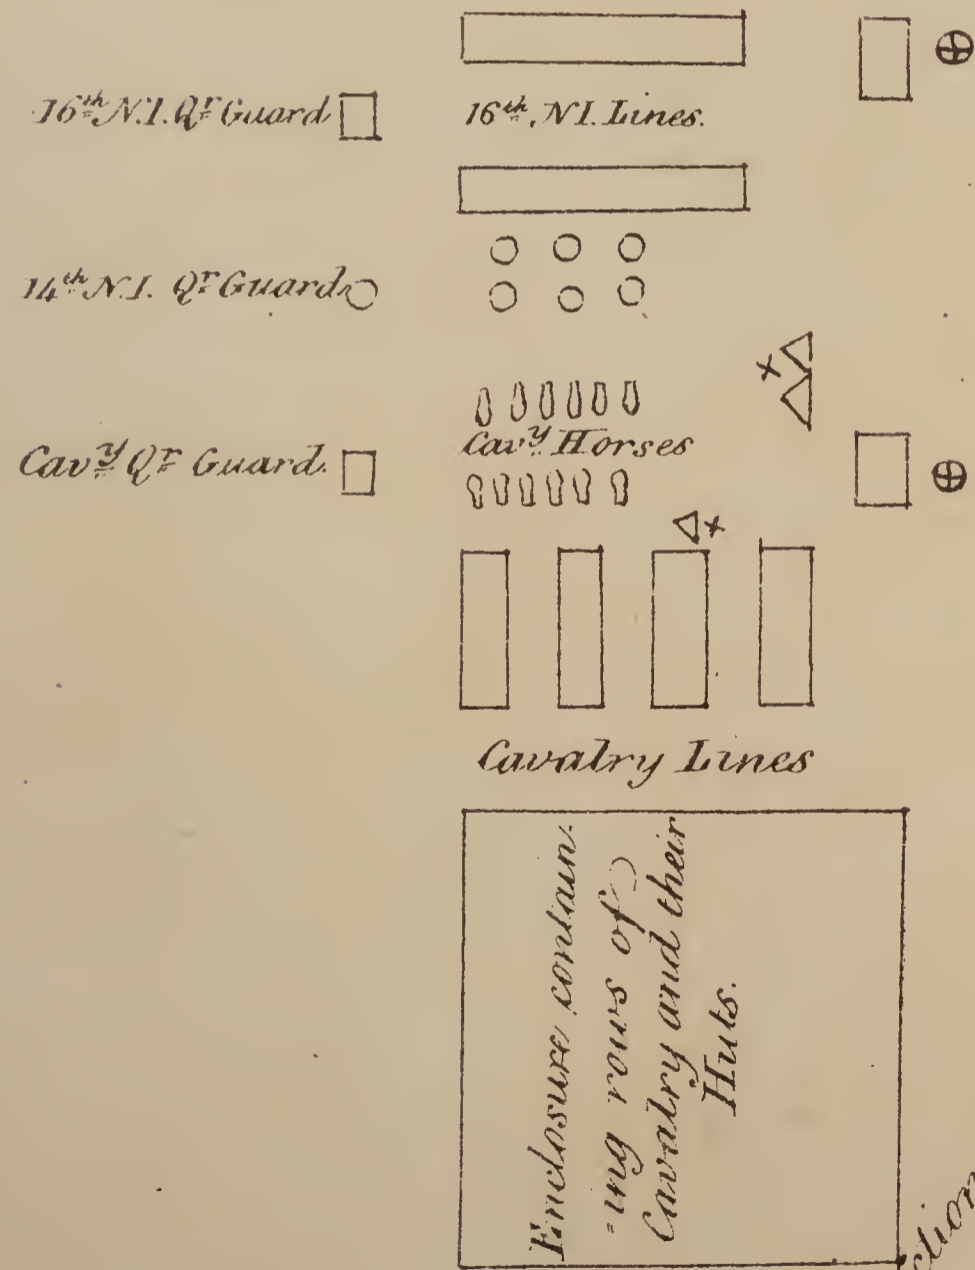 16th N.I. Qr Guard
16th N.I. Lines.
14th N.I. Qr Guard
Cavy Qr Guard.
Cavy Horses
Cavalry Lines
Enclosure contain-
=ing rows of
Cavalry and their
Huts.